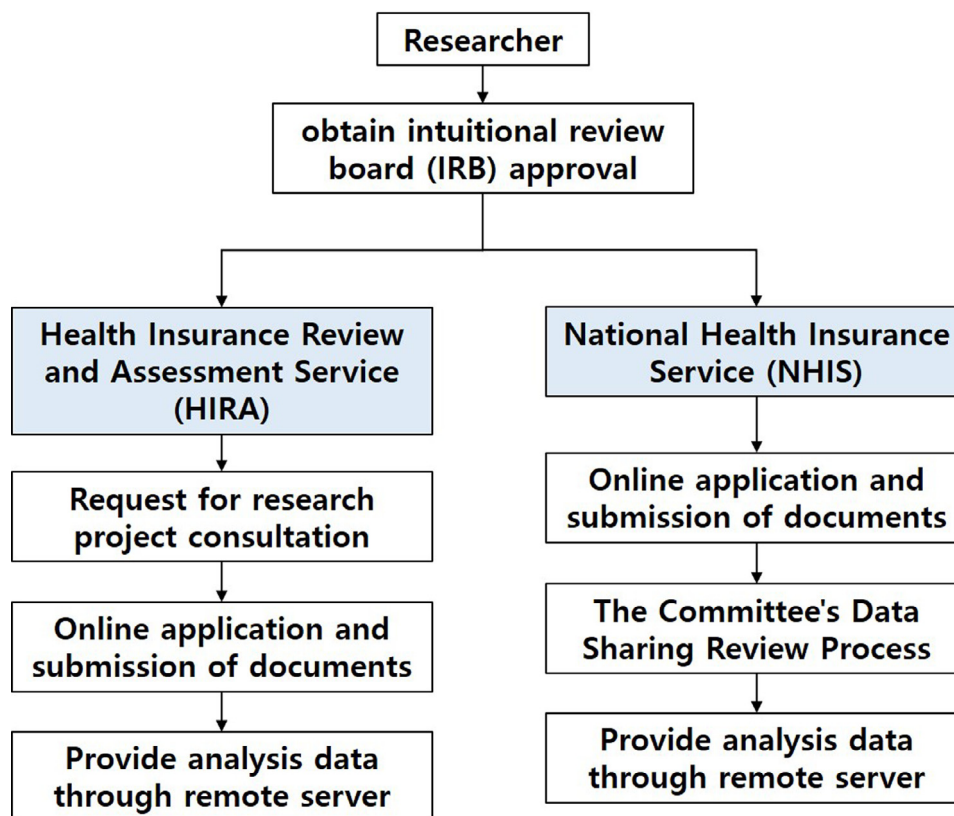 Researcher
obtain intuitional review
board (IRB) approval
Health Insurance Review
and Assessment Service
(HIRA)
Request for research
project consultation
Online application and
submission of documents
Provide analysis data
through remote server
National Health Insurance
Service (NHIS)
Online application and
submission of documents
The Committee's Data
Sharing Review Process
Provide analysis data
through remote server